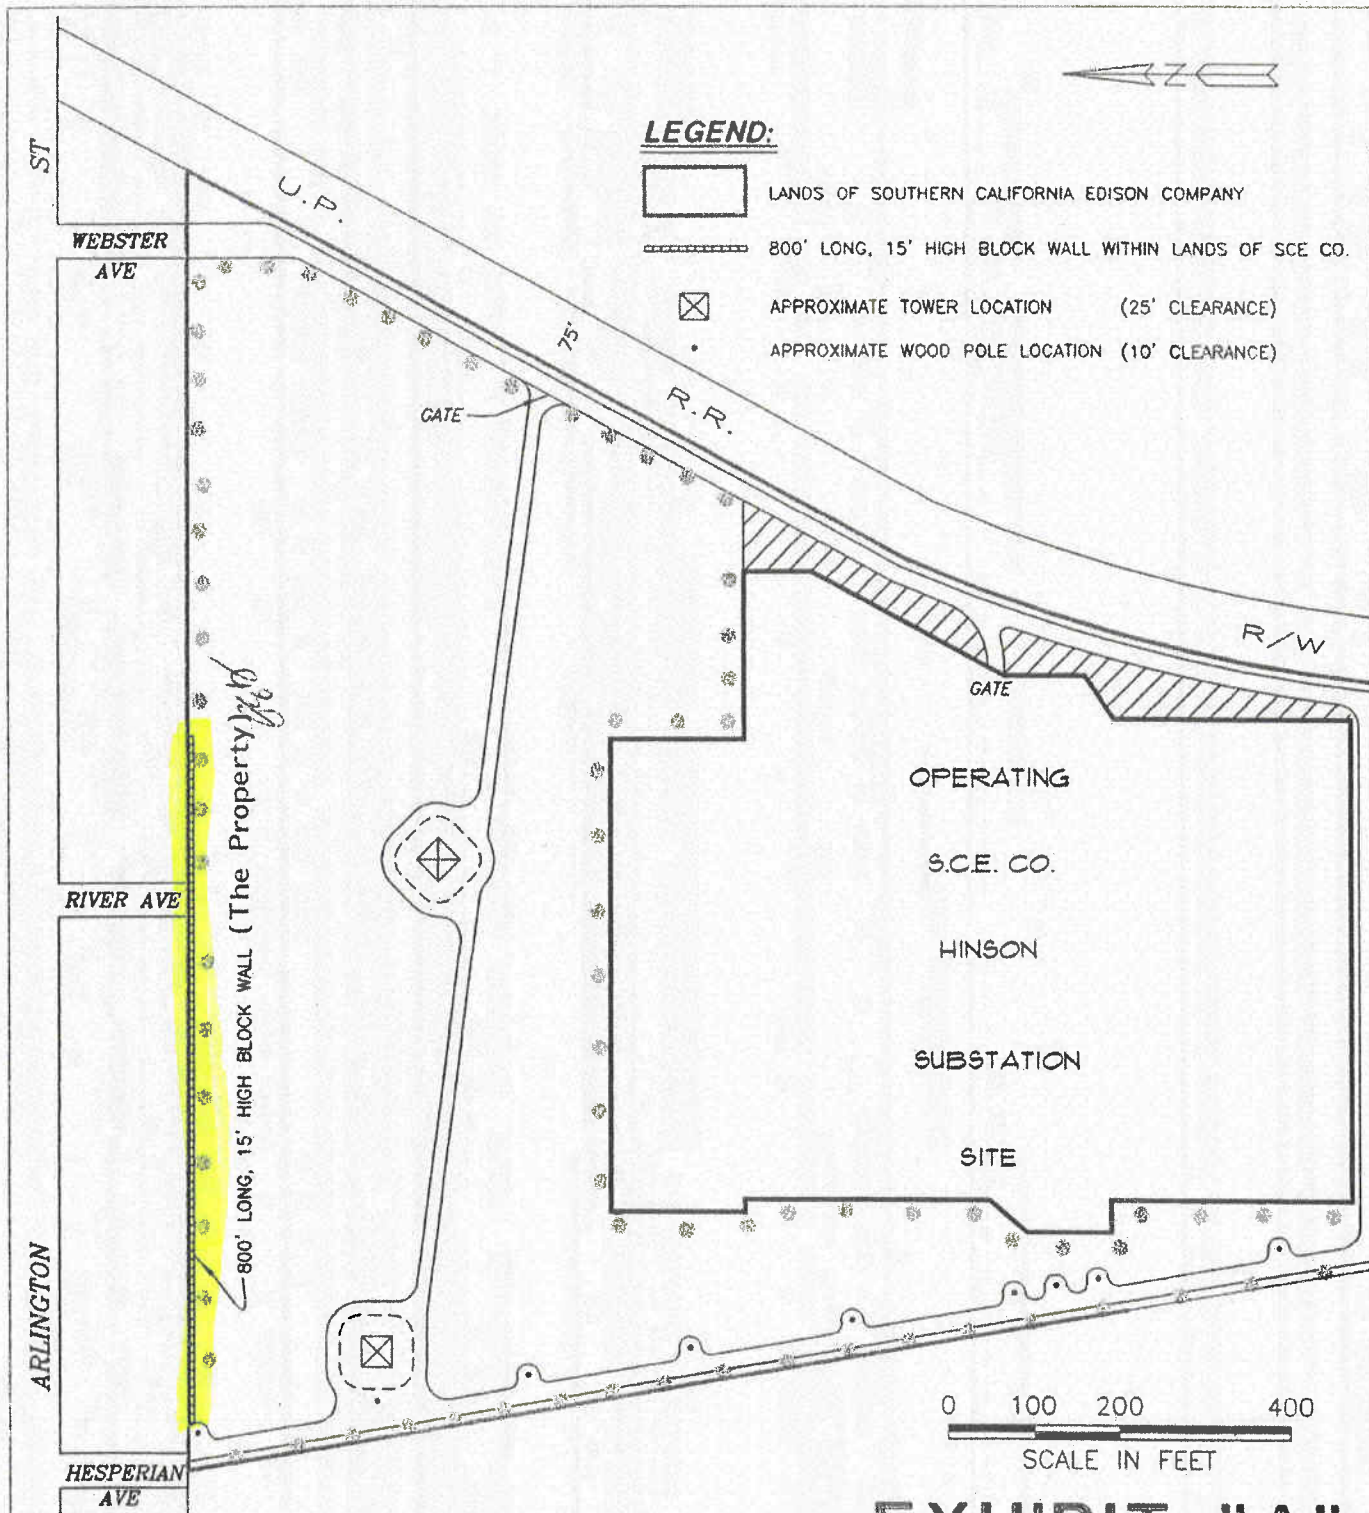 N
LEGEND:
LANDS OF SOUTHERN CALIFORNIA EDISON COMPANY
800' LONG, 15' HIGH BLOCK WALL WITHIN LANDS OF SCE CO.
APPROXIMATE TOWER LOCATION (25' CLEARANCE)
APPROXIMATE WOOD POLE LOCATION (10' CLEARANCE)
ST
WEBSTER
AVE
U.P.
75'
R.R.
R/W
GATE
GATE
OPERATING
S.C.E. CO.
HINSON
SUBSTATION
SITE
RIVER AVE
800' LONG, 15' HIGH BLOCK WALL (The Property)
ARLINGTON
HESPERIAN
AVE
0 100 200 400
SCALE IN FEET
EXHIBIT "A"